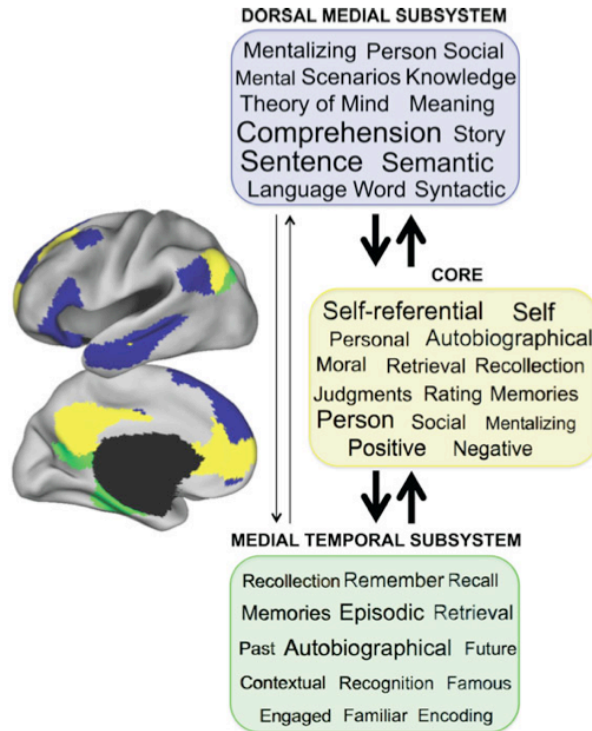 DORSAL MEDIAL SUBSYSTEM
Mentalizing Person Social
Mental Scenarios Knowledge
Theory of Mind Meaning
Comprehension Story
Sentence Semantic
Language Word Syntactic
CORE
Self-referential Self
Personal Autobiographical
Moral Retrieval Recollection
Judgments Rating Memories
Person Social Mentalizing
Positive Negative
MEDIAL TEMPORAL SUBSYSTEM
Recollection Remember Recall
Memories Episodic Retrieval
Past Autobiographical Future
Contextual Recognition Famous
Engaged Familiar Encoding